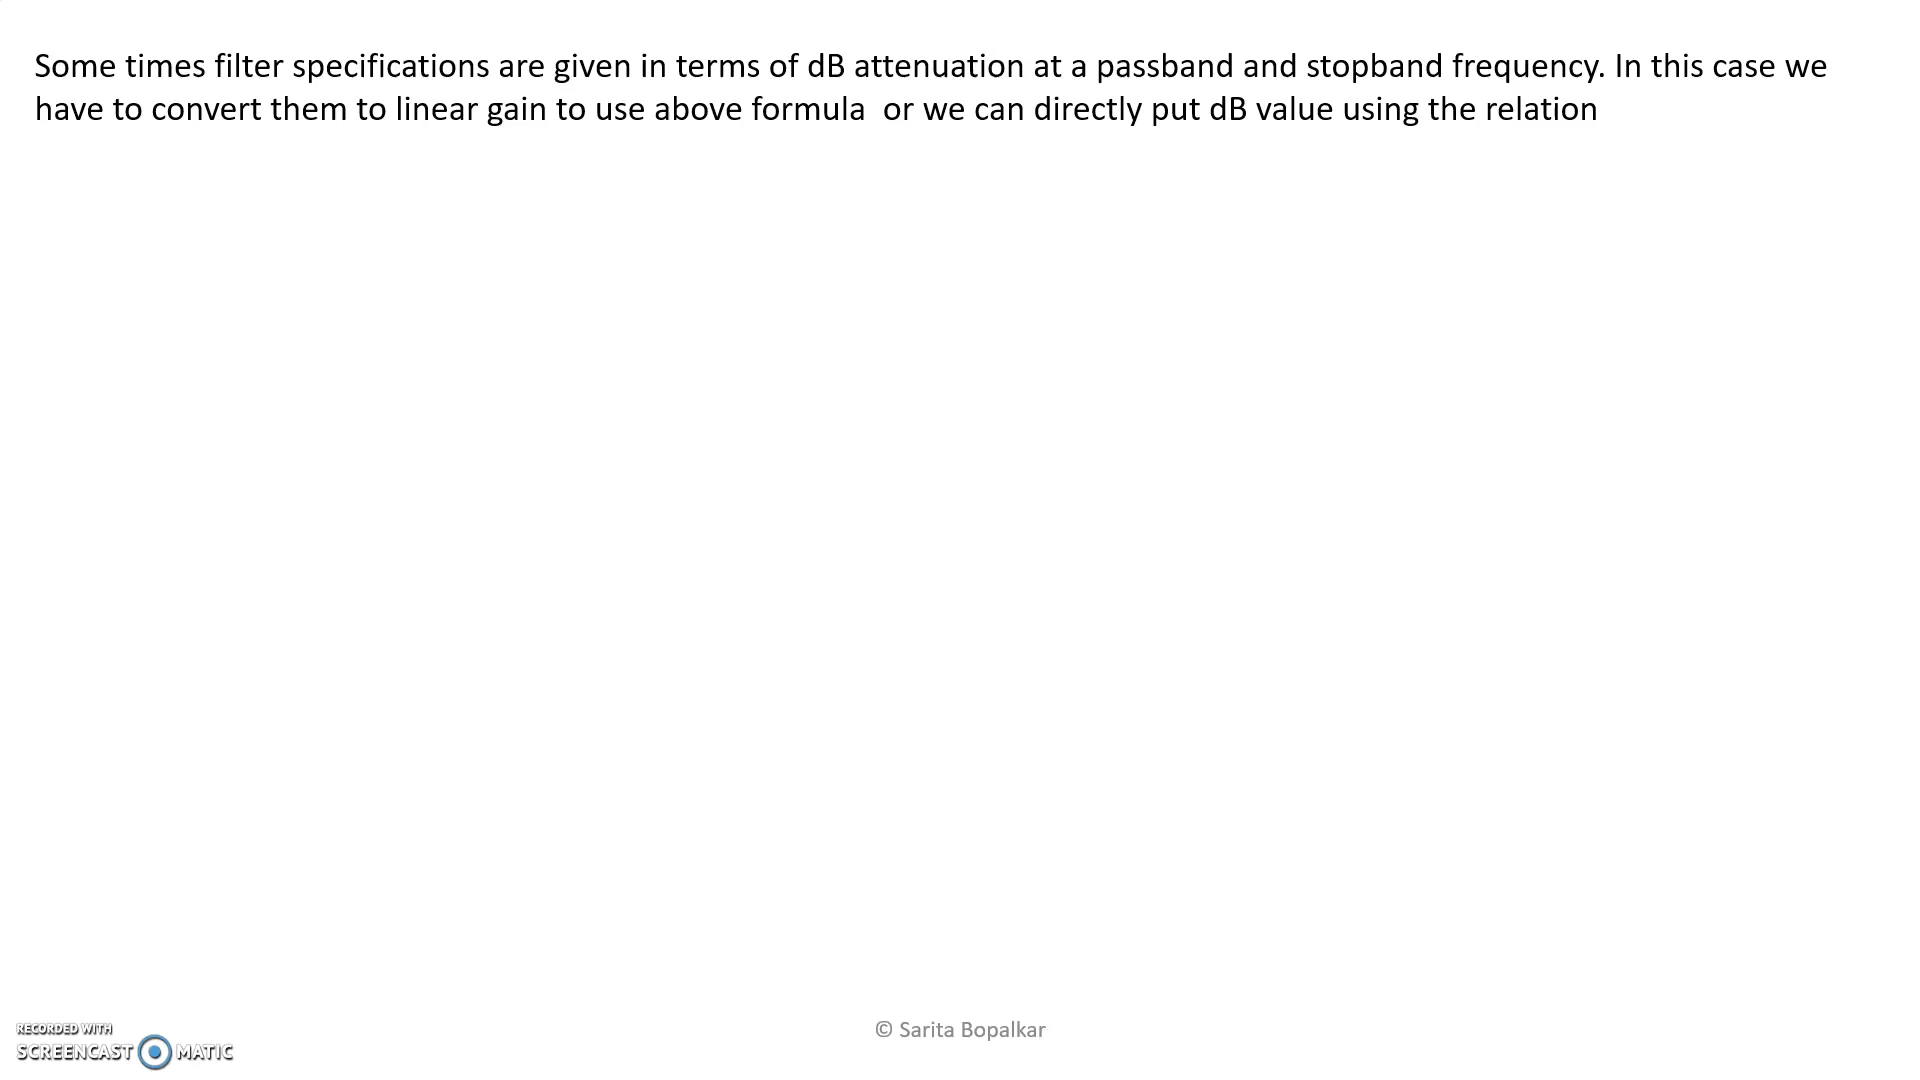 Some times filter specifications are given in terms of dB attenuation at a passband and stopband frequency. In this case we
have to convert them to linear gain to use above formula  or we can directly put dB value using the relation
© Sarita Bopalkar
RECORDED WITH
SCREENCAST MATIC